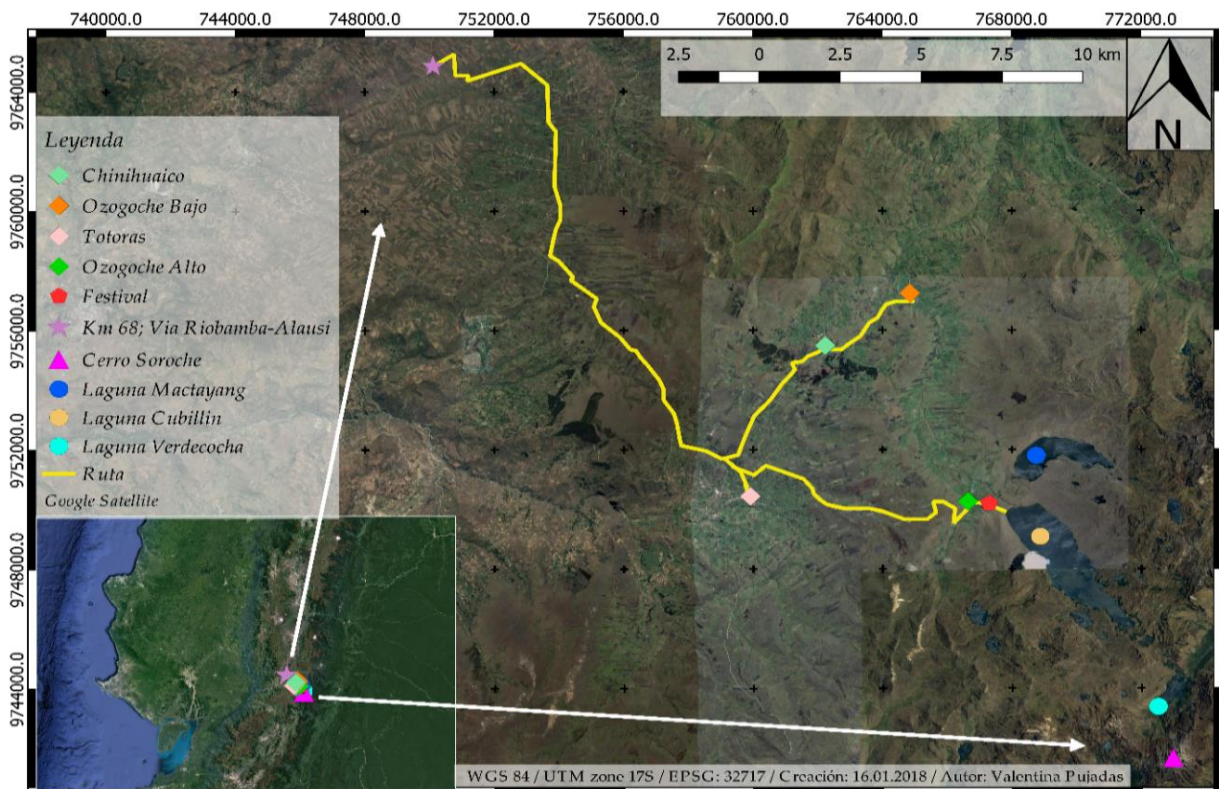 740000.0 744000.0 748000.0 752000.0 756000.0 760000.0 764000.0 768000.0 772000.0
2.5 0 2.5 5 7.5 10 km
N
9764000.0
9760000.0
9756000.0
9752000.0
9748000.0
9744000.0
Leyenda
Chinihuaico
Ozogoche Bajo
Totoras
Ozogoche Alto
Festival
Km 68; Via Riobamba-Alausi
Cerro Soroche
Laguna Mactayang
Laguna Cubillin
Laguna Verdecocha
Ruta
Google Satellite
WGS 84 / UTM zone 17S / EPSG: 32717 / Creación: 16.01.2018 / Autor: Valentina Pujadas